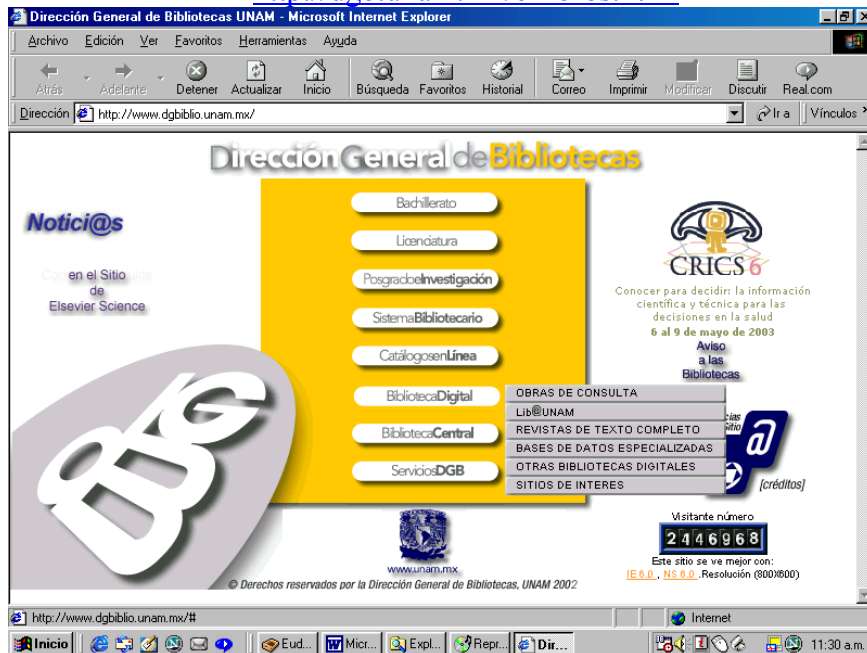 Dirección General de Bibliotecas UNAM - Microsoft Internet Explorer
Archivo Edición Ver Favoritos Herramientas Ayuda
Atrás Adelante Detener Actualizar Inicio Búsqueda Favoritos Historial Correo Imprimir Modificar Discutir Real.com
Dirección http://www.dgbiblio.unam.mx/ Ir a Vínculos
Dirección General de Bibliotecas
Notici@s
en el Sitio
de
Elsevier Science
DGB
Bachillerato
Licenciatura
PosgradoeInvestigación
SistemaBibliotecario
CatálogosenLínea
BibliotecaDigital
BibliotecaCentral
ServiciosDGB
OBRAS DE CONSULTA
Lib@UNAM
REVISTAS DE TEXTO COMPLETO
BASES DE DATOS ESPECIALIZADAS
OTRAS BIBLIOTECAS DIGITALES
SITIOS DE INTERES
CRICS 6
Conocer para decidir: la información
científica y técnica para las
decisiones en la salud
6 al 9 de mayo de 2003
Aviso
a las
Bibliotecas
@
[créditos]
Visitante número
2446968
Este sitio se ve mejor con:
IE 6.0 , NS 6.0 .Resolución (800X600)
www.unam.mx
© Derechos reservados por la Dirección General de Bibliotecas, UNAM 2002
http://www.dgbiblio.unam.mx/# Internet
Inicio Eud... Micr... Expl... Repr... Dir... 11:30 a.m.